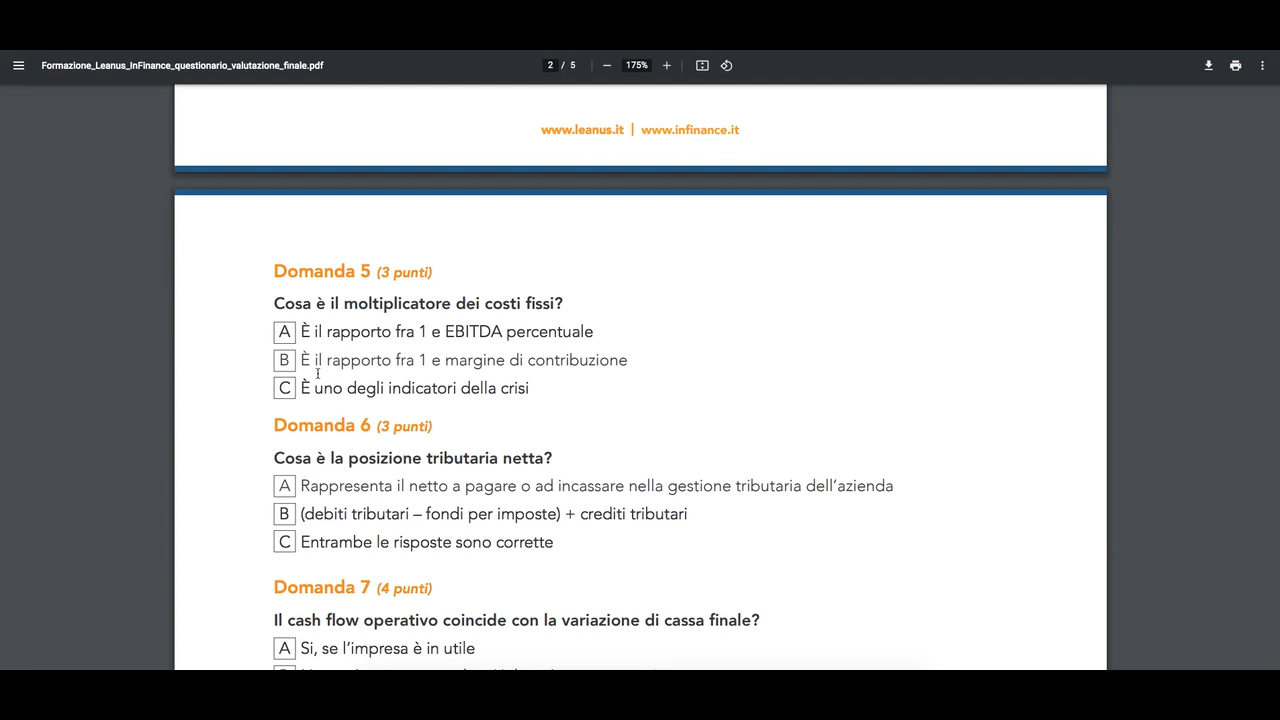 Formazione_Leanus_InFinance_questionario_valutazione_finale.pdf
2 / 5
175%
www.leanus.it | www.infinance.it
Domanda 5 (3 punti)
Cosa è il moltiplicatore dei costi fissi?
A È il rapporto fra 1 e EBITDA percentuale
B È il rapporto fra 1 e margine di contribuzione
C È uno degli indicatori della crisi
Domanda 6 (3 punti)
Cosa è la posizione tributaria netta?
A Rappresenta il netto a pagare o ad incassare nella gestione tributaria dell'azienda
B (debiti tributari – fondi per imposte) + crediti tributari
C Entrambe le risposte sono corrette
Domanda 7 (4 punti)
Il cash flow operativo coincide con la variazione di cassa finale?
A Si, se l'impresa è in utile